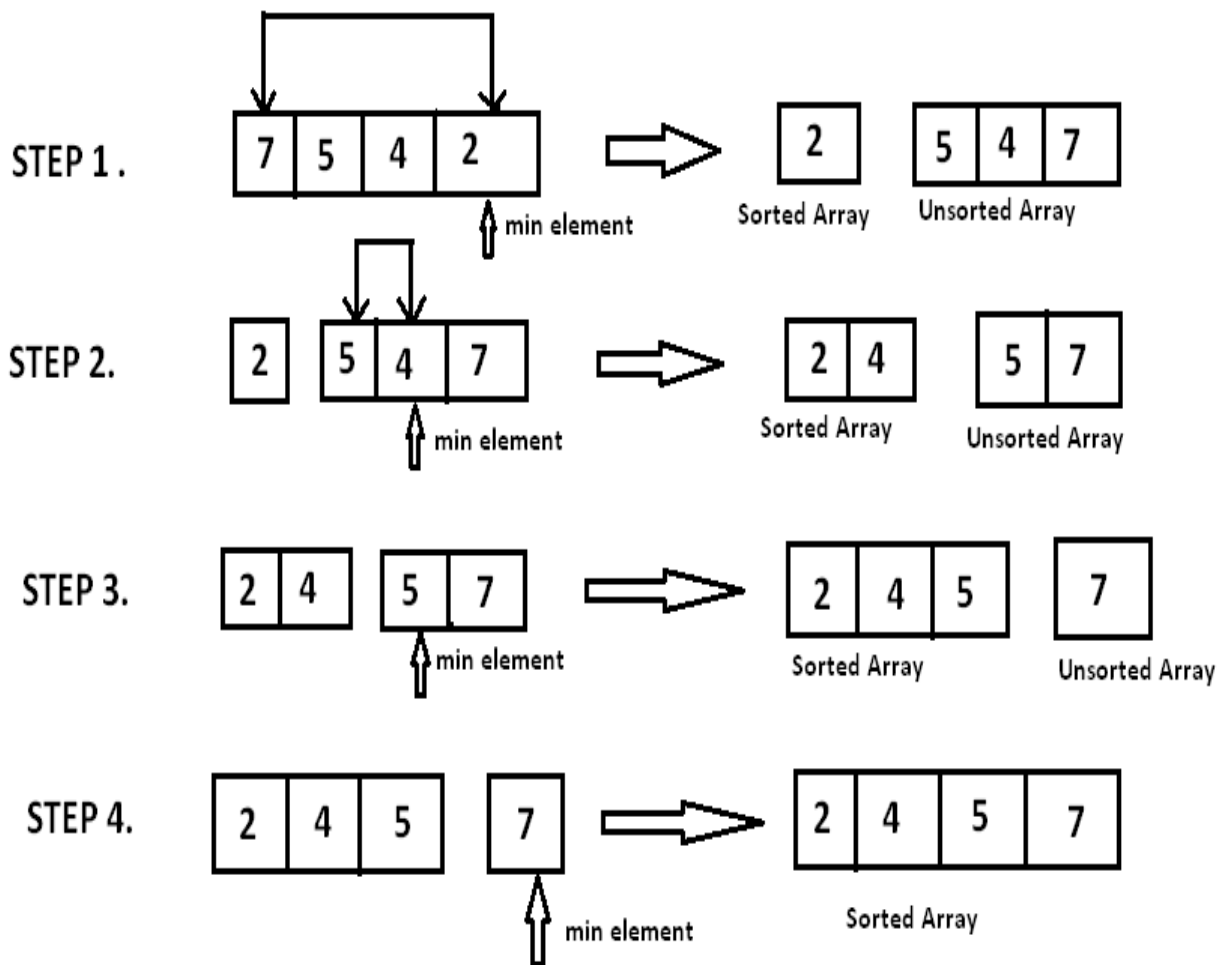 STEP 1. 7 5 4 2 2 5 4 7
min element Sorted Array Unsorted Array
STEP 2. 2 5 4 7 2 4 5 7
min element Sorted Array Unsorted Array
STEP 3. 2 4 5 7 2 4 5 7
min element Sorted Array Unsorted Array
STEP 4. 2 4 5 7 2 4 5 7
min element Sorted Array